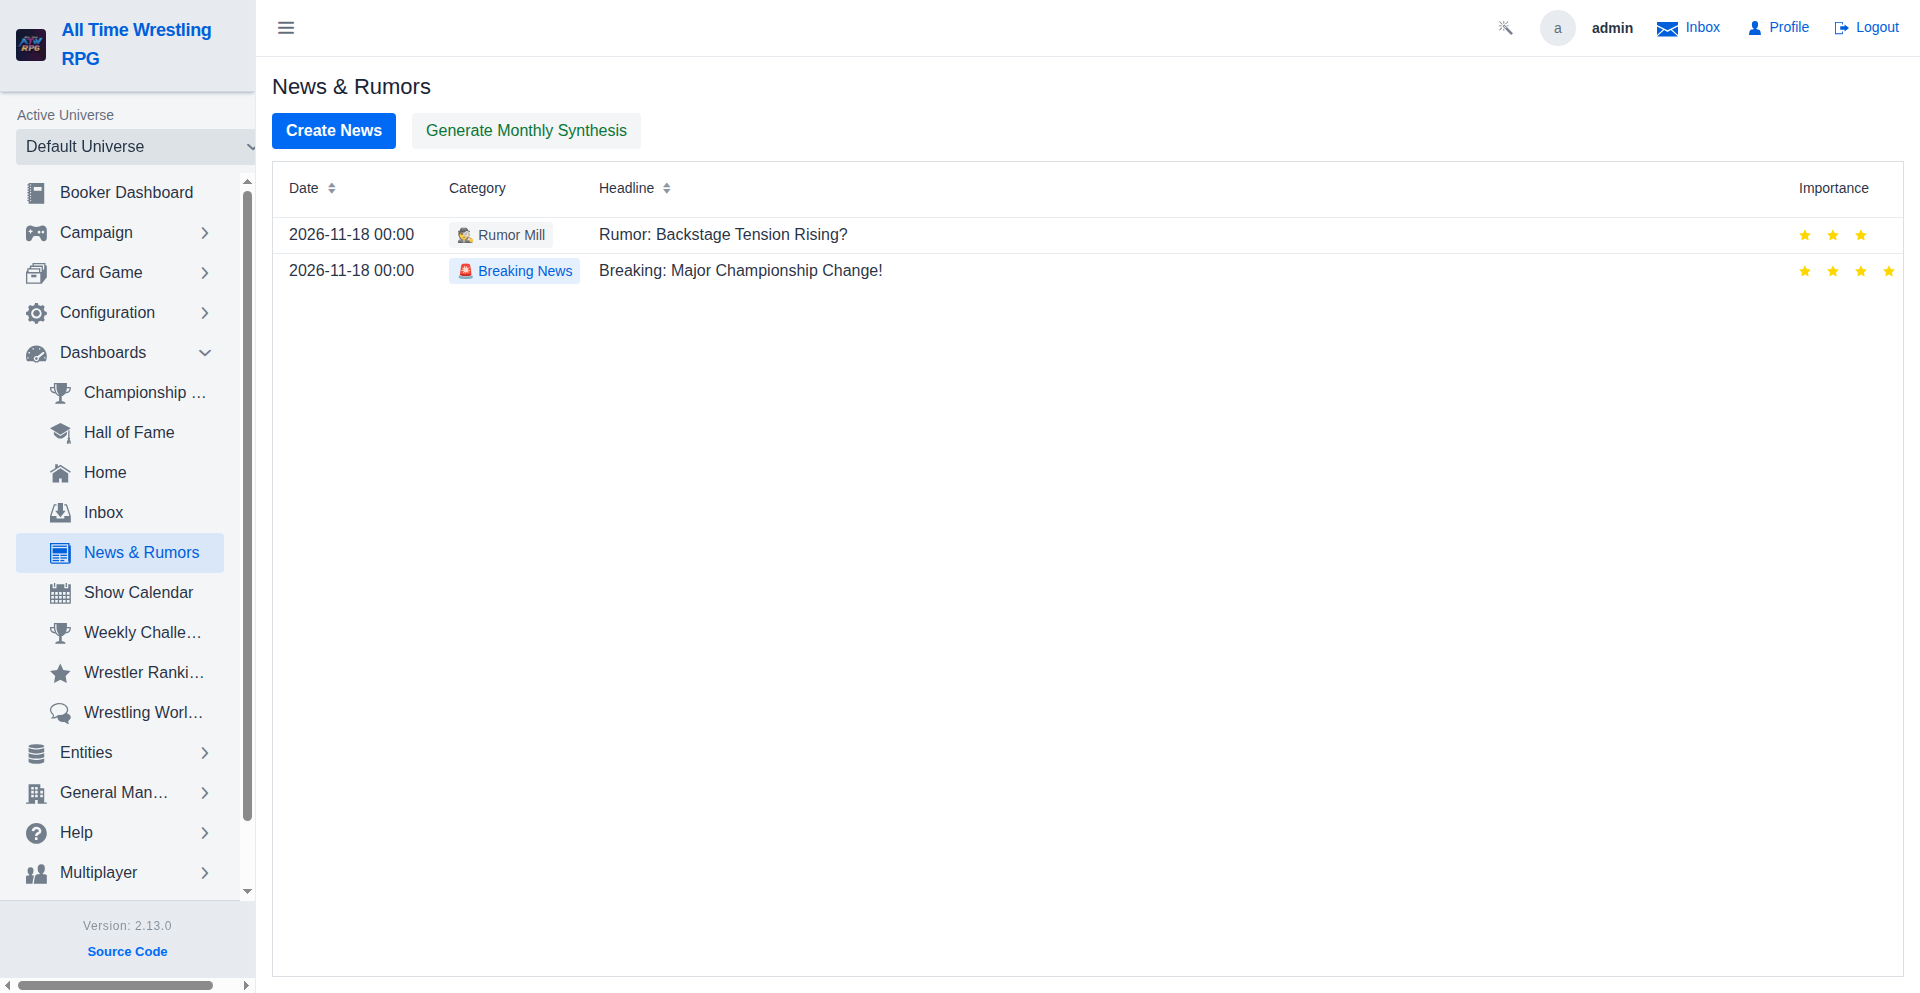 All Time Wrestling
RPG
Active Universe
Default Universe
Booker Dashboard
Campaign
Card Game
Configuration
Dashboards
Championship …
Hall of Fame
Home
Inbox
News & Rumors
Show Calendar
Weekly Challe…
Wrestler Ranki…
Wrestling Worl…
Entities
General Man…
Help
Multiplayer
Version: 2.13.0
Source Code
a admin Inbox Profile Logout
News & Rumors
Create News Generate Monthly Synthesis
Date Category Headline Importance
2026-11-18 00:00 Rumor Mill Rumor: Backstage Tension Rising?
2026-11-18 00:00 Breaking News Breaking: Major Championship Change!